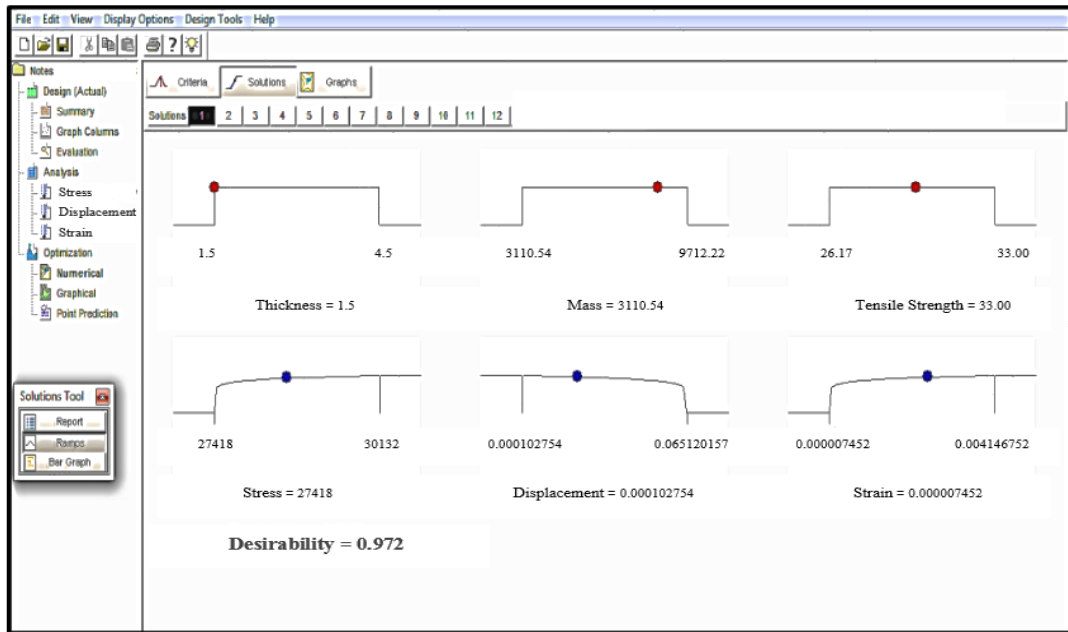 File Edit View Display Options Design Tools Help
Notes
Design (Actual)
Summary
Graph Columns
Evaluation
Analysis
Stress
Displacement
Strain
Optimization
Numerical
Graphical
Point Prediction
Criteria Solutions Graphs
Solutions 1 2 3 4 5 6 7 8 9 10 11 12
1.5 4.5 3110.54 9712.22 26.17 33.00
Thickness = 1.5 Mass = 3110.54 Tensile Strength = 33.00
27418 30132 0.000102754 0.065120157 0.000007452 0.004146752
Stress = 27418 Displacement = 0.000102754 Strain = 0.000007452
Desirability = 0.972
Solutions Tool
Report
Ramps
Bar Graph